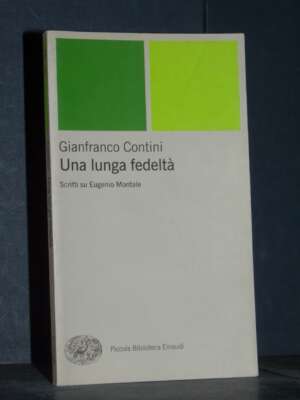 Gianfranco Contini
Una lunga fedeltà
Scritti su Eugenio Montale
Piccola Biblioteca Einaudi